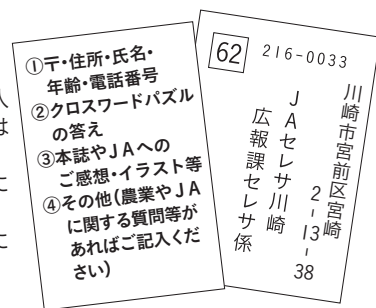 人
は
に
に
①〒・住所・氏名・
年齢・電話番号
②クロスワードパズル
の答え
③本誌やJAへの
ご感想・イラスト等
④その他(農業やJA
に関する質問等が
あればご記入くだ
さい)
62
216-0033
川崎市宮前区宮崎
2-13-38
JAセレサ川崎
広報課セレサ係